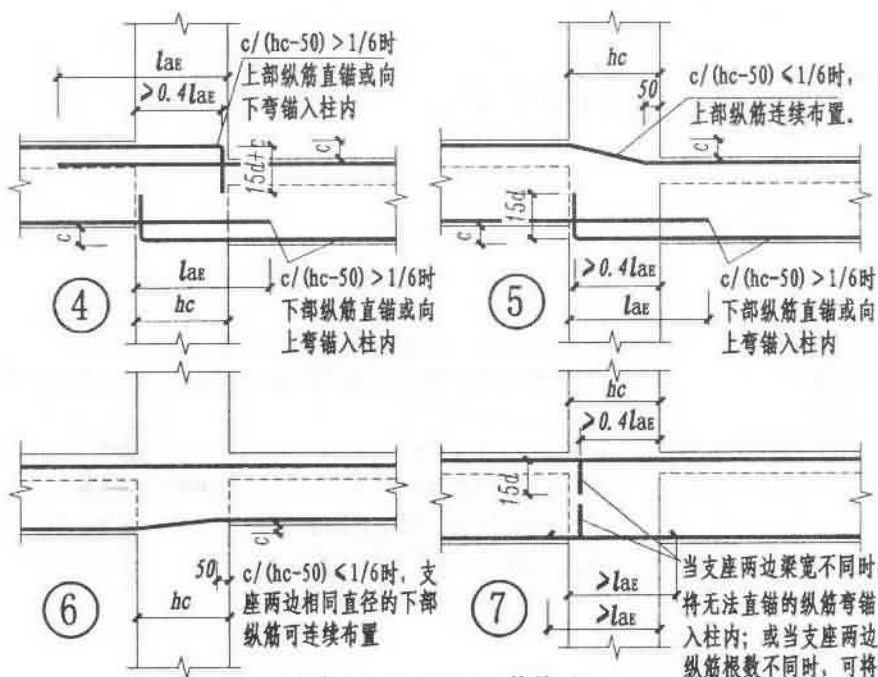 c/(hc-50)>1/6时
上部纵筋直锚或向
下弯锚入柱内
laE
≥0.4laE
15d+c
c
c
laE
hc
④
c/(hc-50)>1/6时
下部纵筋直锚或向
上弯锚入柱内
hc
50
c/(hc-50)≤1/6时,
上部纵筋连续布置.
c
15d
c
≥0.4laE
laE
⑤
c/(hc-50)>1/6时
下部纵筋直锚或向
上弯锚入柱内
c
50
hc
⑥
c/(hc-50)≤1/6时, 支
座两边相同直径的下部
纵筋可连续布置
hc
≥0.4laE
15d
≥laE
≥laE
⑦
当支座两边梁宽不同时
将无法直锚的纵筋弯锚
入柱内; 或当支座两边
纵筋根数不同时, 可将